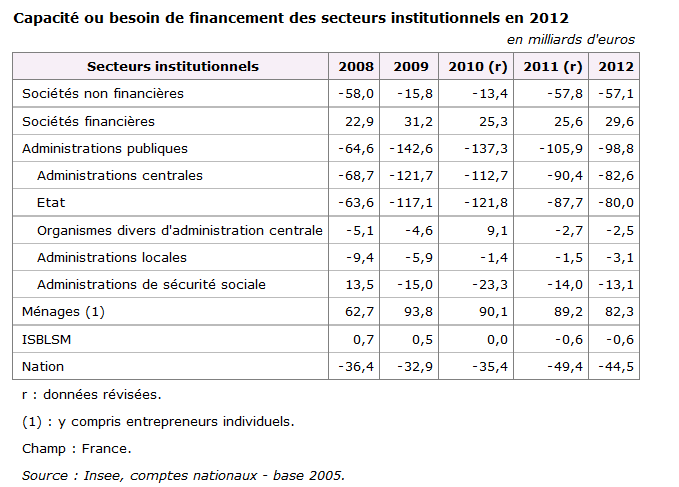 Capacité ou besoin de financement des secteurs institutionnels en 2012
en milliards d'euros
Secteurs institutionnels 2008 2009 2010 (r) 2011 (r) 2012
Sociétés non financières -58,0 -15,8 -13,4 -57,8 -57,1
Sociétés financières 22,9 31,2 25,3 25,6 29,6
Administrations publiques -64,6 -142,6 -137,3 -105,9 -98,8
Administrations centrales -68,7 -121,7 -112,7 -90,4 -82,6
Etat -63,6 -117,1 -121,8 -87,7 -80,0
Organismes divers d'administration centrale -5,1 -4,6 9,1 -2,7 -2,5
Administrations locales -9,4 -5,9 -1,4 -1,5 -3,1
Administrations de sécurité sociale 13,5 -15,0 -23,3 -14,0 -13,1
Ménages (1) 62,7 93,8 90,1 89,2 82,3
ISBLSM 0,7 0,5 0,0 -0,6 -0,6
Nation -36,4 -32,9 -35,4 -49,4 -44,5
r : données révisées.
(1) : y compris entrepreneurs individuels.
Champ : France.
Source : Insee, comptes nationaux - base 2005.